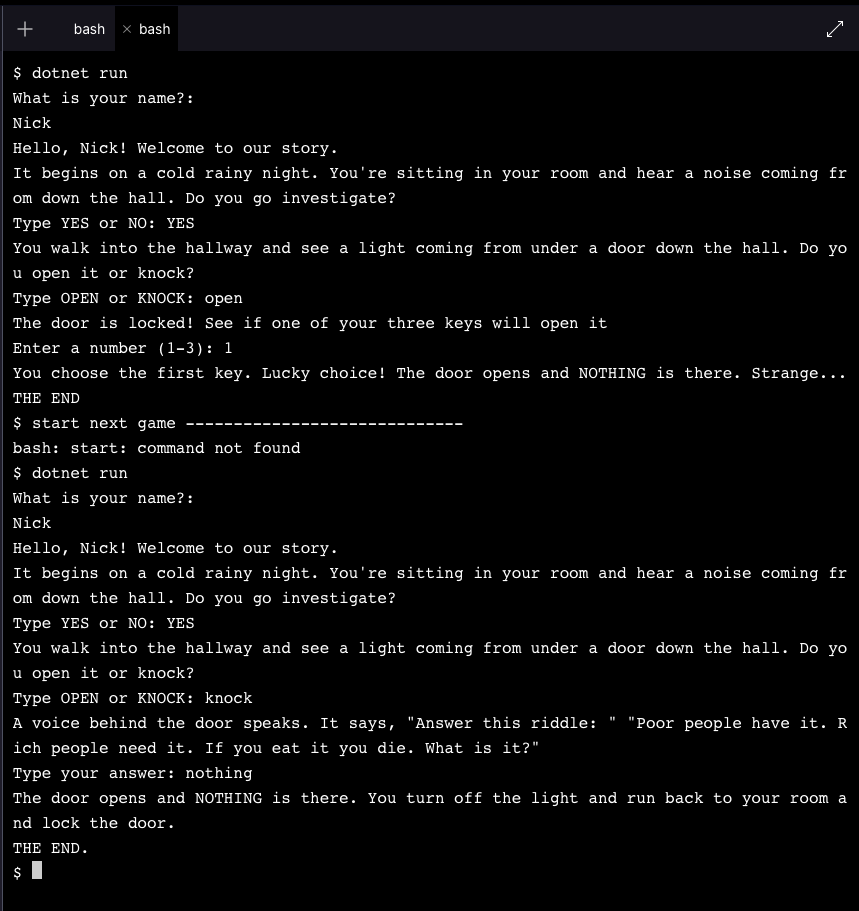 bash
× bash
$ dotnet run
What is your name?:
Nick
Hello, Nick! Welcome to our story.
It begins on a cold rainy night. You're sitting in your room and hear a noise coming fr
om down the hall. Do you go investigate?
Type YES or NO: YES
You walk into the hallway and see a light coming from under a door down the hall. Do yo
u open it or knock?
Type OPEN or KNOCK: open
The door is locked! See if one of your three keys will open it
Enter a number (1-3): 1
You choose the first key. Lucky choice! The door opens and NOTHING is there. Strange...
THE END
$ start next game -----------------------------
bash: start: command not found
$ dotnet run
What is your name?:
Nick
Hello, Nick! Welcome to our story.
It begins on a cold rainy night. You're sitting in your room and hear a noise coming fr
om down the hall. Do you go investigate?
Type YES or NO: YES
You walk into the hallway and see a light coming from under a door down the hall. Do yo
u open it or knock?
Type OPEN or KNOCK: knock
A voice behind the door speaks. It says, "Answer this riddle: " "Poor people have it. R
ich people need it. If you eat it you die. What is it?"
Type your answer: nothing
The door opens and NOTHING is there. You turn off the light and run back to your room a
nd lock the door.
THE END.
$